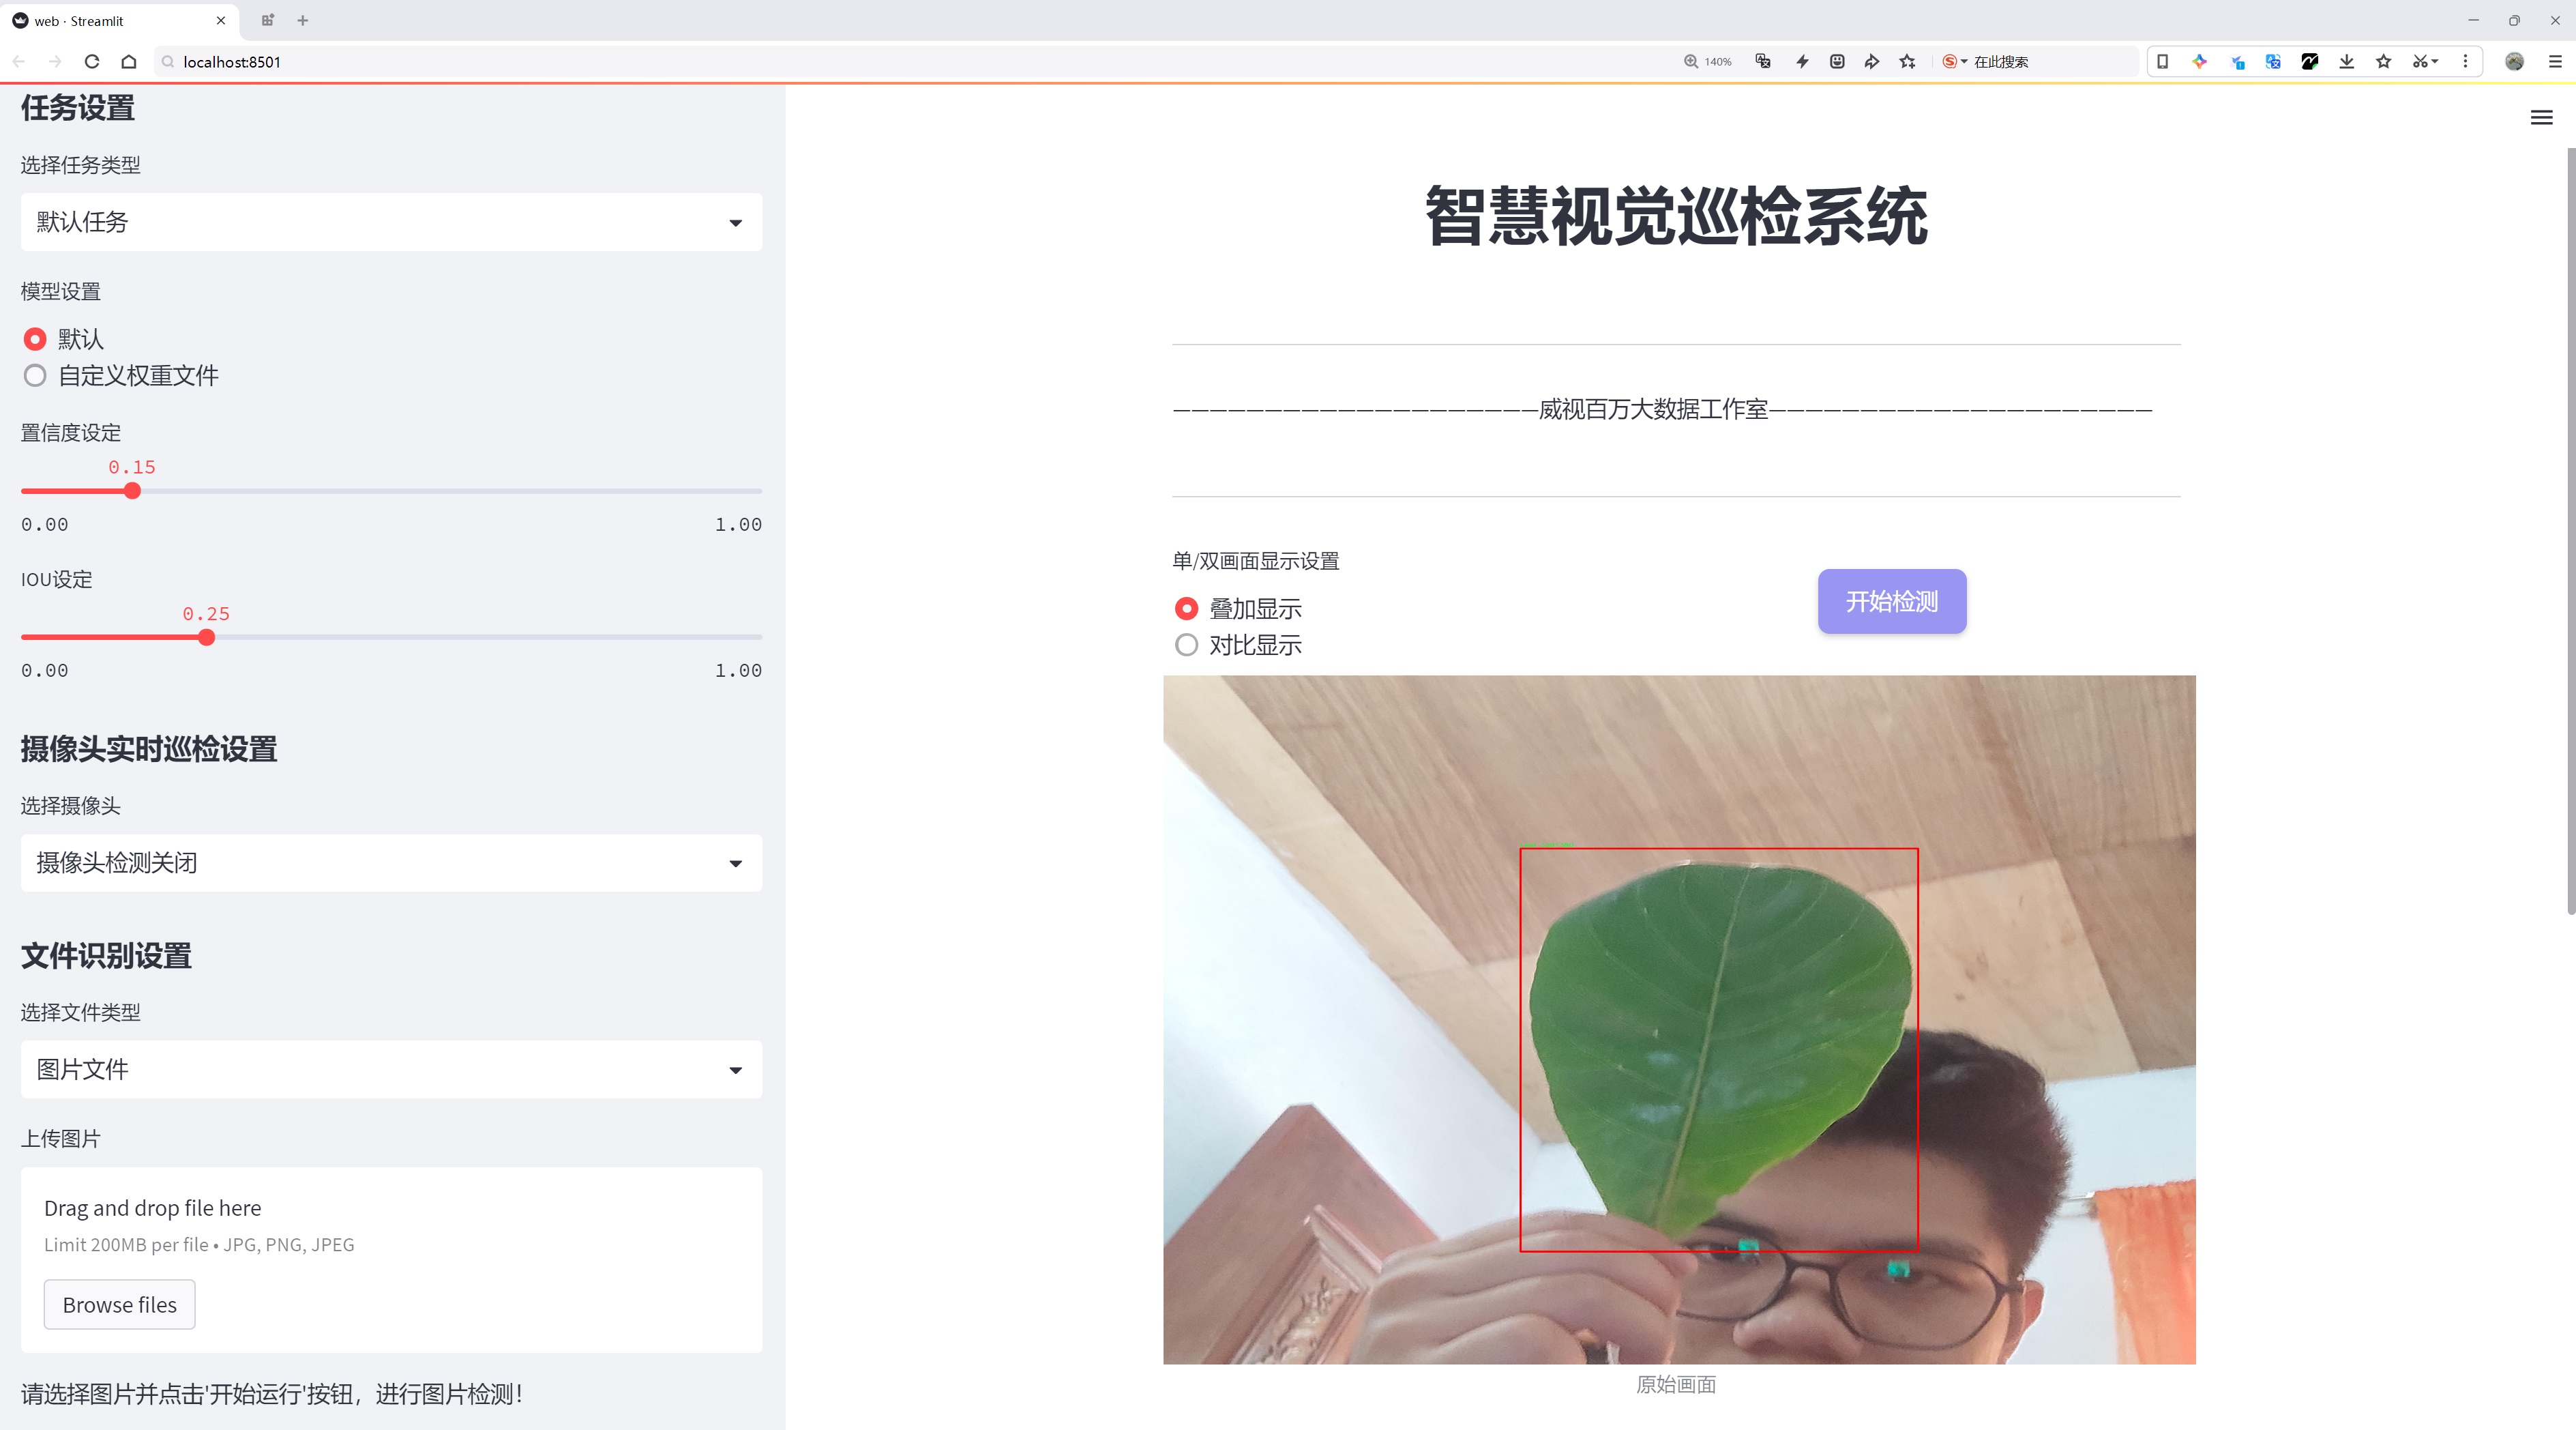 web · Streamlit
localhost:8501
140%
在此搜索
任务设置
选择任务类型
默认任务
模型设置
默认
自定义权重文件
置信度设定
0.15
0.00 1.00
IOU设定
0.25
0.00 1.00
摄像头实时巡检设置
选择摄像头
摄像头检测关闭
文件识别设置
选择文件类型
图片文件
上传图片
Drag and drop file here
Limit 200MB per file • JPG, PNG, JPEG
Browse files
请选择图片并点击'开始运行'按钮，进行图片检测！
智慧视觉巡检系统
—————————————————————威视百万大数据工作室—————————————————————
单/双画面显示设置
叠加显示
对比显示
开始检测
原始画面